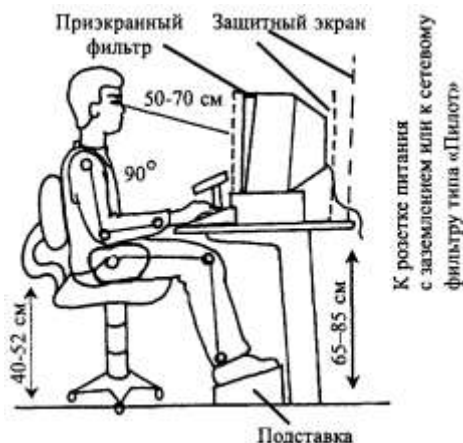 Приэкранный
фильтр
Защитный экран
50-70 см
90°
40-52 см
65–85 см
Подставка
К розетке питания
с заземлением или к сетевому
фильтру типа «Пилот»